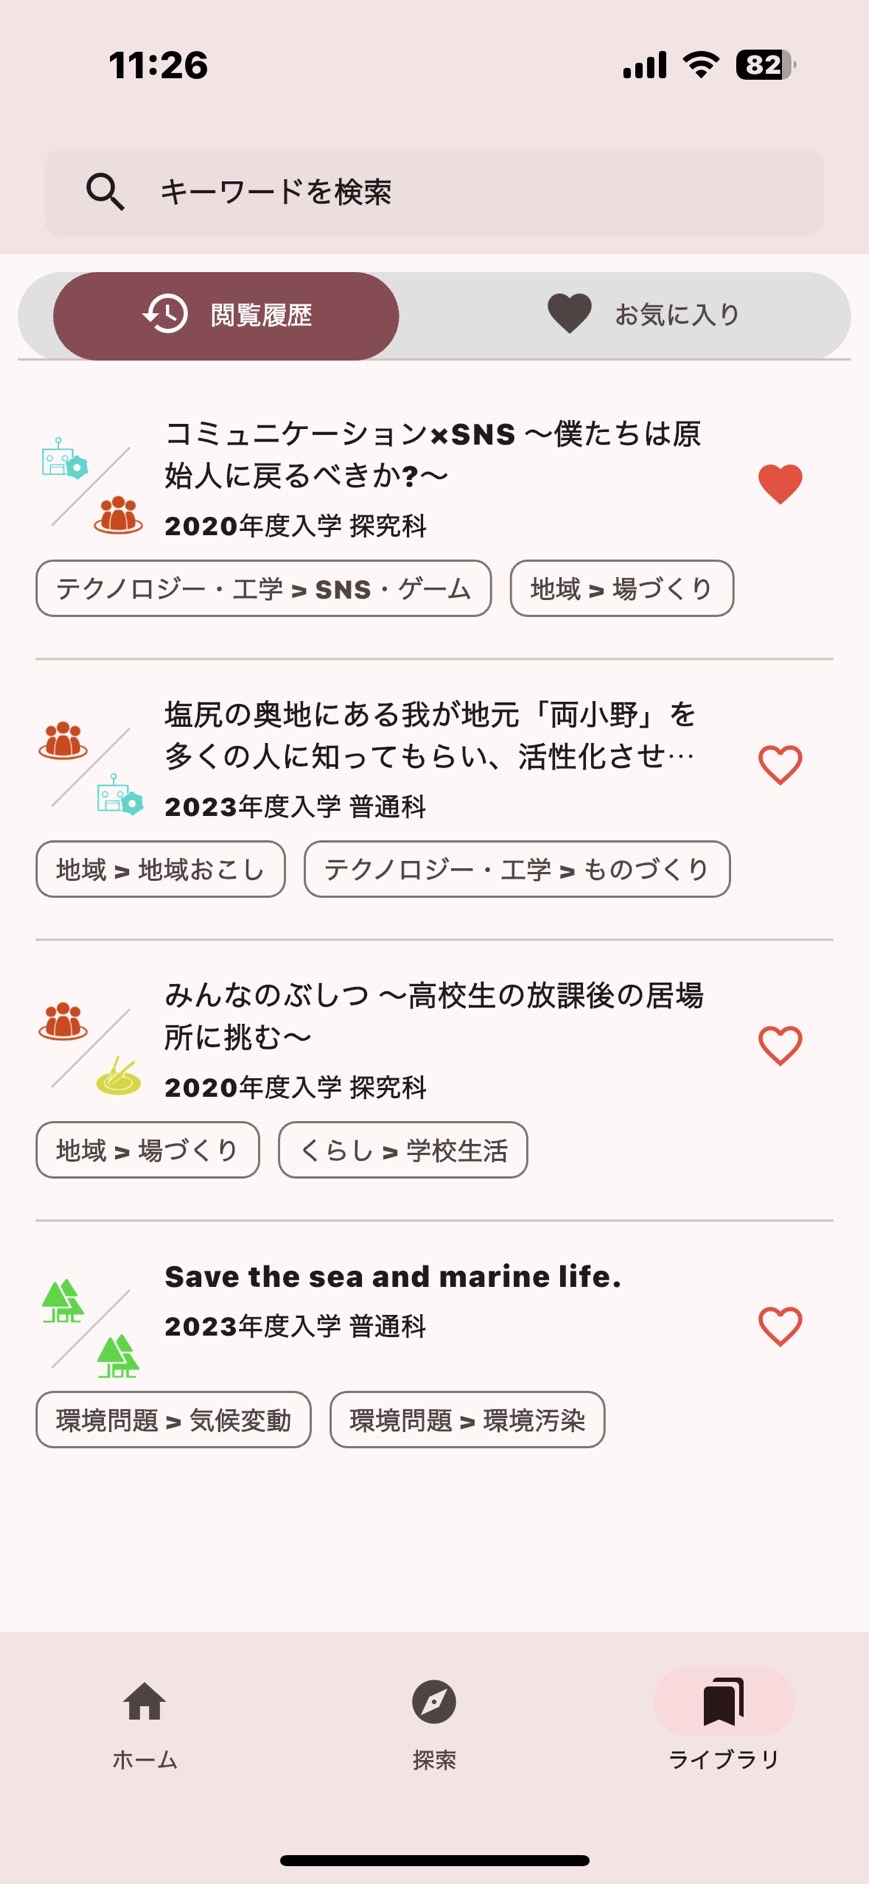 11:26
82
キーワードを検索
閲覧履歴
お気に入り
コミュニケーション×SNS 〜僕たちは原
始人に戻るべきか?〜
2020年度入学 探究科
テクノロジー・工学 > SNS・ゲーム
地域 > 場づくり
塩尻の奥地にある我が地元「両小野」を
多くの人に知ってもらい、活性化させ…
2023年度入学 普通科
地域 > 地域おこし
テクノロジー・工学 > ものづくり
みんなのぶしつ 〜高校生の放課後の居場
所に挑む〜
2020年度入学 探究科
地域 > 場づくり
くらし > 学校生活
Save the sea and marine life.
2023年度入学 普通科
環境問題 > 気候変動
環境問題 > 環境汚染
ホーム
探索
ライブラリ